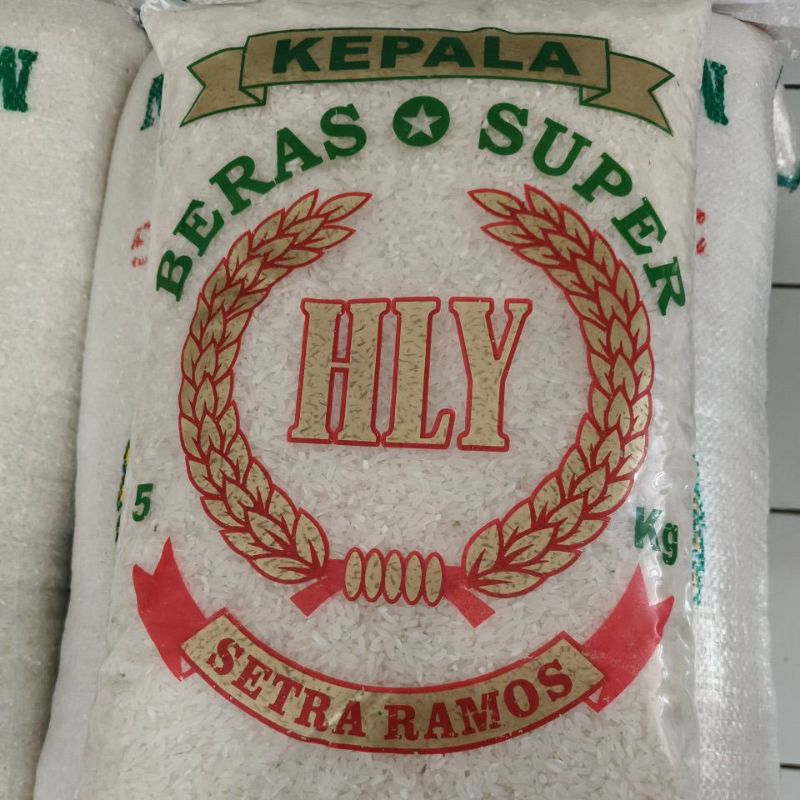 KEPALA
BERAS SUPER
HLY
5 Kg
SETRA RAMOS